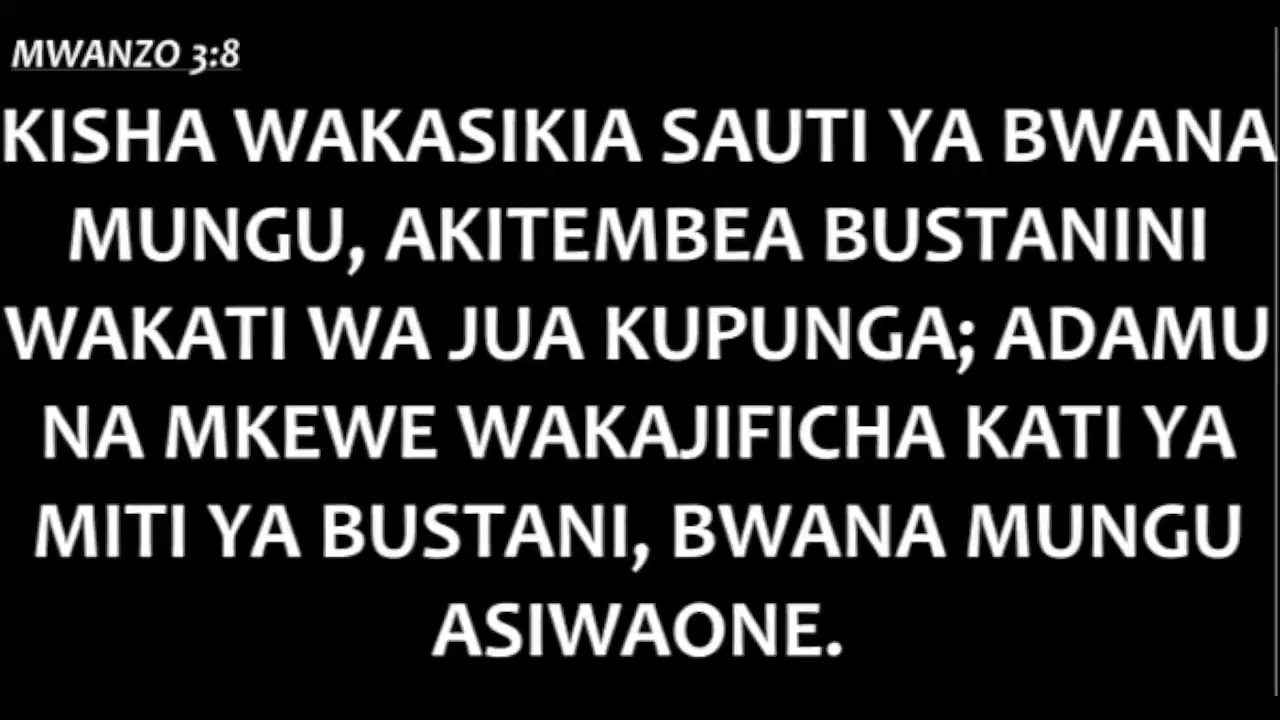 MWANZO 3:8
KISHA WAKASIKIA SAUTI YA BWANA
MUNGU, AKITEMBEA BUSTANINI
WAKATI WA JUA KUPUNGA; ADAMU
NA MKEWE WAKAJIFICHA KATI YA
MITI YA BUSTANI, BWANA MUNGU
ASIWAONE.